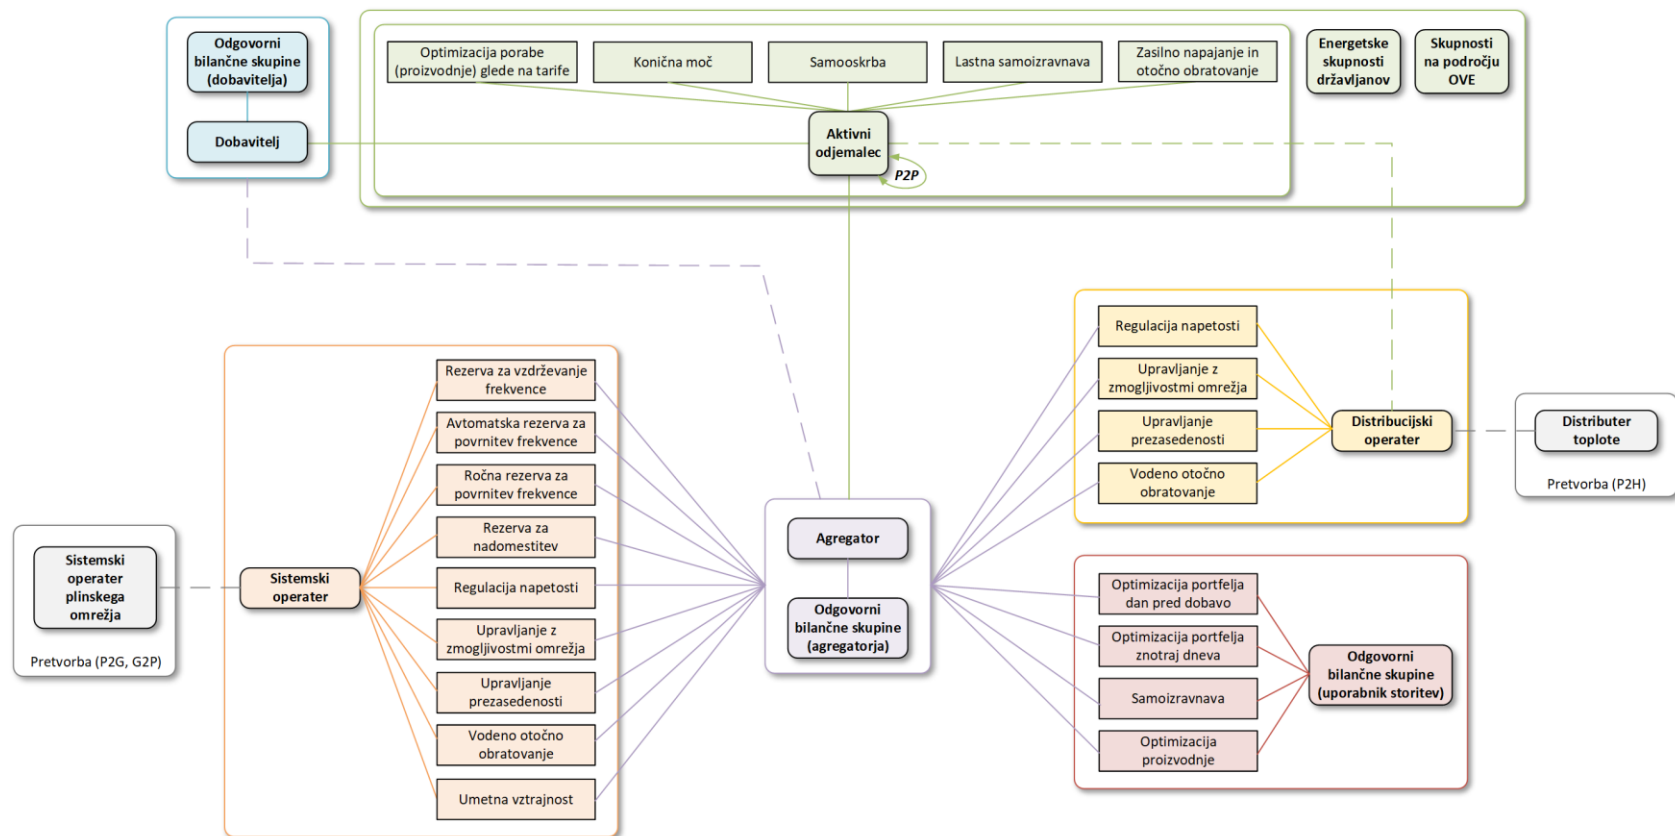 Odgovorni
bilančne skupine
(dobavitelja)
Dobavitelj
Optimizacija porabe
(proizvodnje) glede na tarife
Konična moč
Samooskrba
Lastna samoizravnava
Zasilno napajanje in
otočno obratovanje
Energetske
skupnosti
državljanov
Skupnosti
na področju
OVE
Aktivni
odjemalec
P2P
Rezerva za vzdrževanje
frekvence
Avtomatska rezerva za
povrnitev frekvence
Ročna rezerva za
povrnitev frekvence
Rezerva za
nadomestitev
Regulacija napetosti
Upravljanje z
zmogljivostmi omrežja
Upravljanje
prezasedenosti
Vodeno otočno
obratovanje
Umetna vztrajnost
Sistemski
operater
Sistemski
operater
plinskega
omrežja
Pretvorba (P2G, G2P)
Agregator
Odgovorni
bilančne skupine
(agregatorja)
Regulacija napetosti
Upravljanje z
zmogljivostmi omrežja
Upravljanje
prezasedenosti
Vodeno otočno
obratovanje
Distribucijski
operater
Distributer
toplote
Pretvorba (P2H)
Optimizacija portfelja
dan pred dobavo
Optimizacija portfelja
znotraj dneva
Samoizravnava
Optimizacija
proizvodnje
Odgovorni
bilančne skupine
(uporabnik storitev)